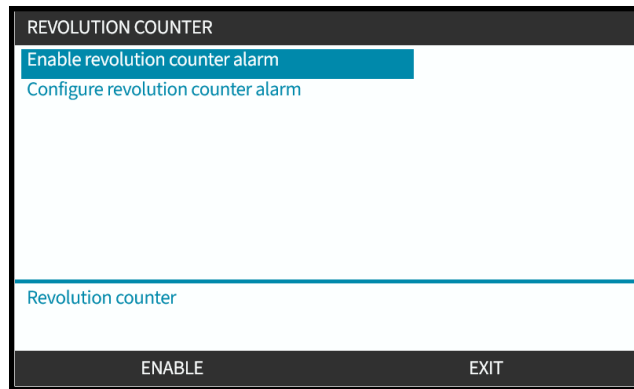 REVOLUTION COUNTER
Enable revolution counter alarm
Configure revolution counter alarm
Revolution counter
ENABLE EXIT